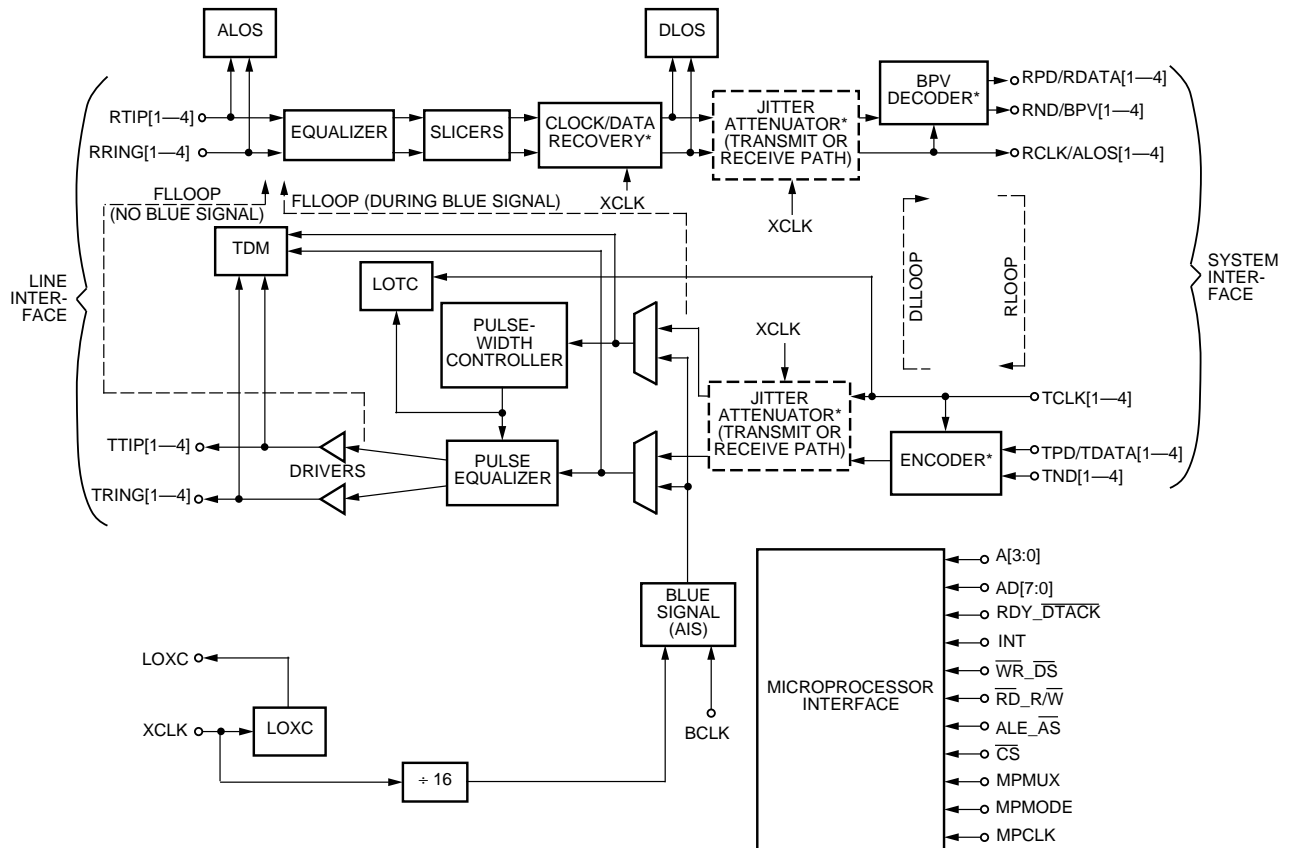 ALOS
DLOS
RTIP[1—4]
RRING[1—4]
EQUALIZER
SLICERS
CLOCK/DATA
RECOVERY*
XCLK
JITTER
ATTENUATOR*
(TRANSMIT OR
RECEIVE PATH)
XCLK
BPV
DECODER*
RPD/RDATA[1—4]
RND/BPV[1—4]
RCLK/ALOS[1—4]
FLLOOP
(NO BLUE SIGNAL)
FLLOOP (DURING BLUE SIGNAL)
TDM
LOTC
LINE
INTER-
FACE
PULSE-
WIDTH
CONTROLLER
XCLK
DLLOOP
RLOOP
SYSTEM
INTER-
FACE
JITTER
ATTENUATOR*
(TRANSMIT OR
RECEIVE PATH)
TCLK[1—4]
TTIP[1—4]
DRIVERS
TRING[1—4]
PULSE
EQUALIZER
ENCODER*
TPD/TDATA[1—4]
TND[1—4]
BLUE
SIGNAL
(AIS)
BCLK
LOXC
XCLK
LOXC
÷ 16
MICROPROCESSOR
INTERFACE
A[3:0]
AD[7:0]
RDY_D̅T̅A̅C̅K̅
INT
W̅R̅_D̅S̅
R̅D̅_R/W̅
ALE_A̅S̅
C̅S̅
MPMUX
MPMODE
MPCLK